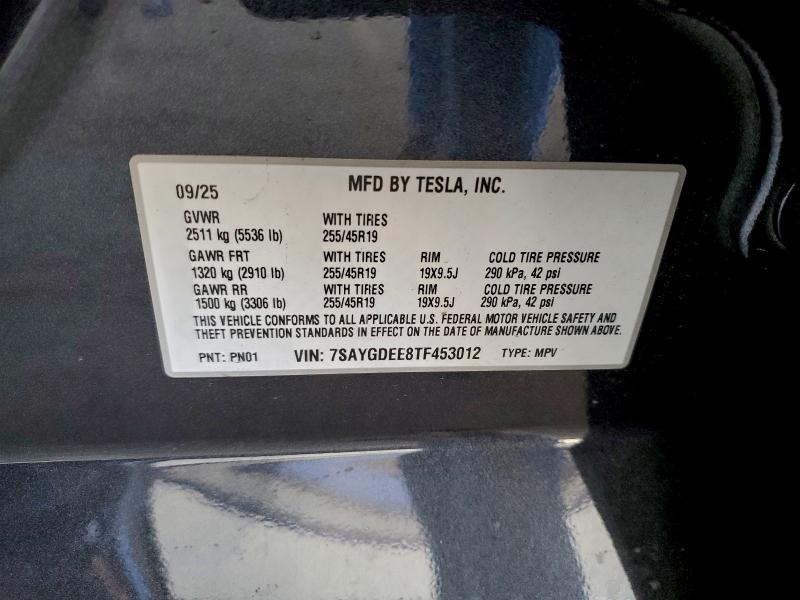 09/25 MFD BY TESLA, INC.
GVWR WITH TIRES
2511 kg (5536 lb) 255/45R19
GAWR FRT WITH TIRES RIM COLD TIRE PRESSURE
1320 kg (2910 lb) 255/45R19 19X9.5J 290 kPa, 42 psi
GAWR RR WITH TIRES RIM COLD TIRE PRESSURE
1500 kg (3306 lb) 255/45R19 19X9.5J 290 kPa, 42 psi
THIS VEHICLE CONFORMS TO ALL APPLICABLE U.S. FEDERAL MOTOR VEHICLE SAFETY AND
THEFT PREVENTION STANDARDS IN EFFECT ON THE DATE OF MANUFACTURE SHOWN ABOVE.
PNT: PN01 VIN: 7SAYGDEE8TF453012 TYPE: MPV